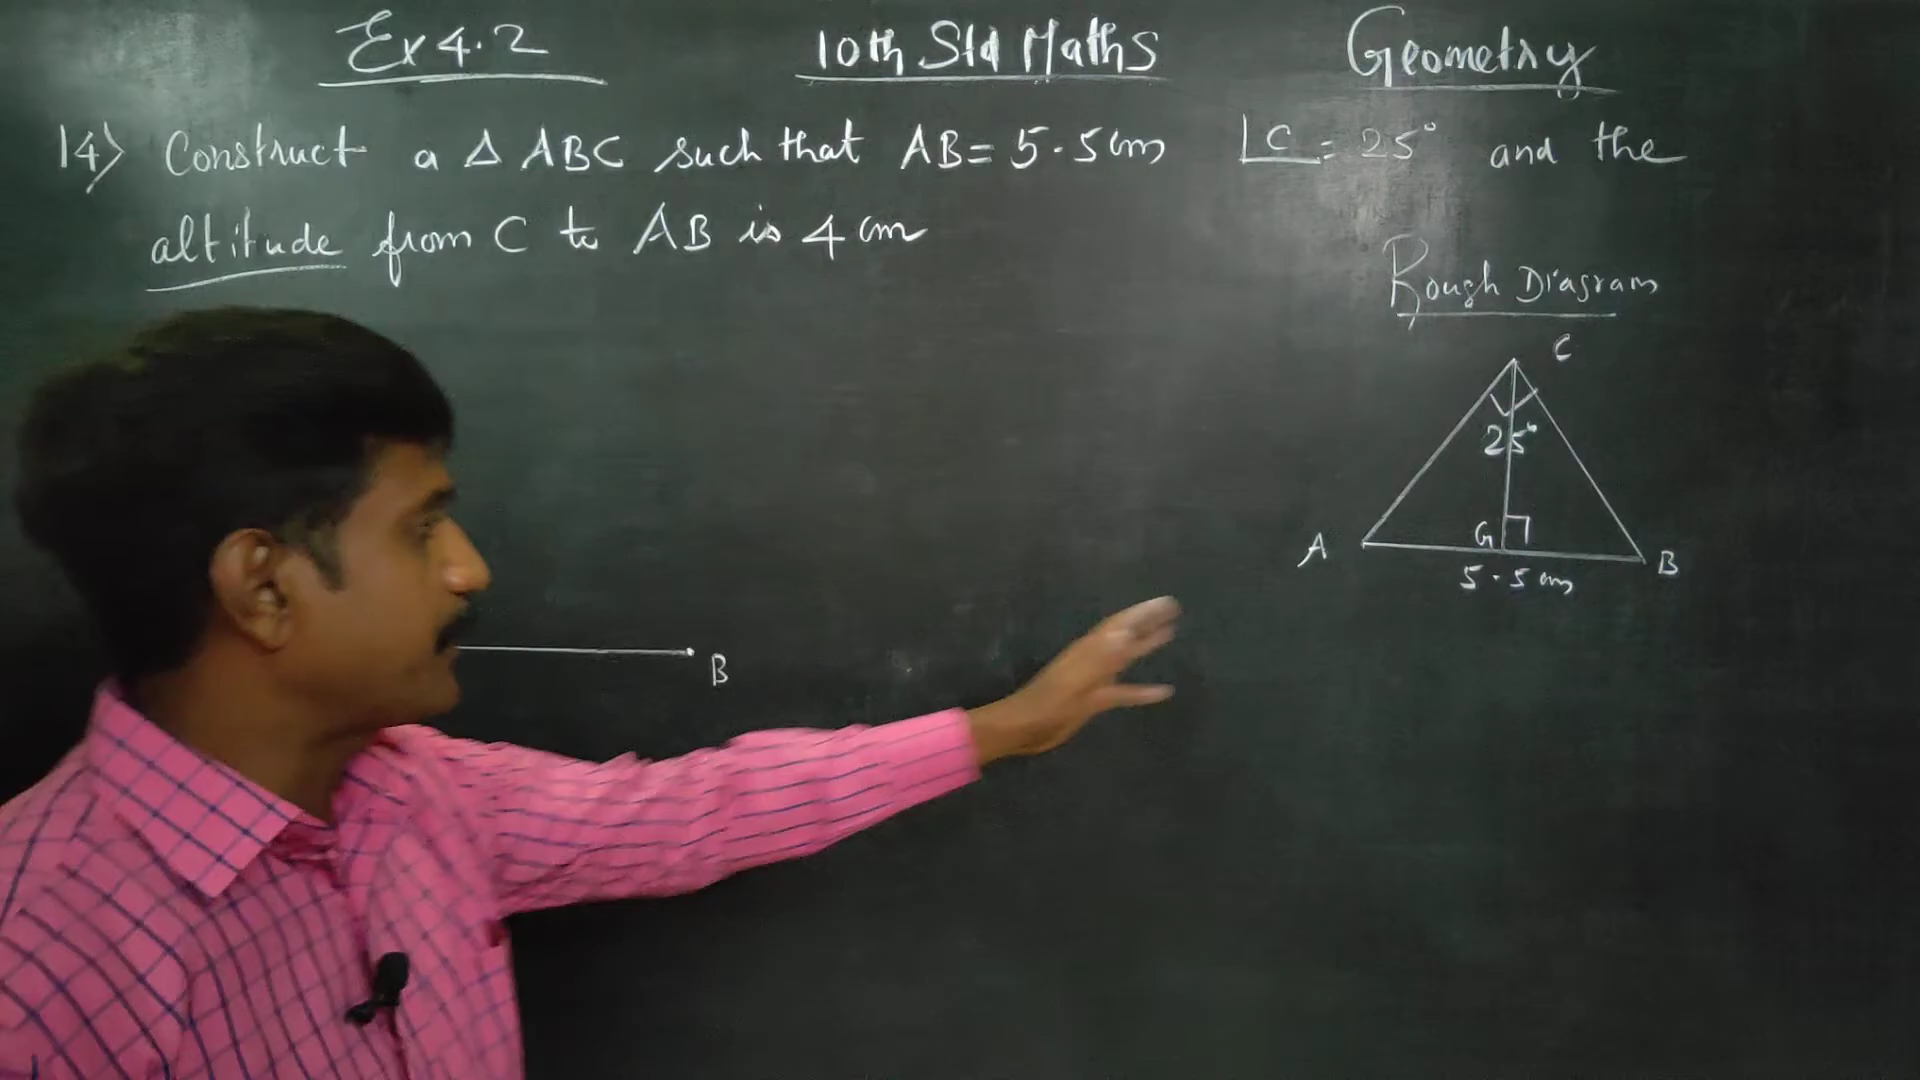 Ex 4.2 10th Std Maths Geometry
14) Construct a Δ ABC such that AB = 5.5 cm ∠C = 25° and the
altitude from C to AB is 4 cm
Rough Diagram
C
25°
A G B
5.5 cm
B